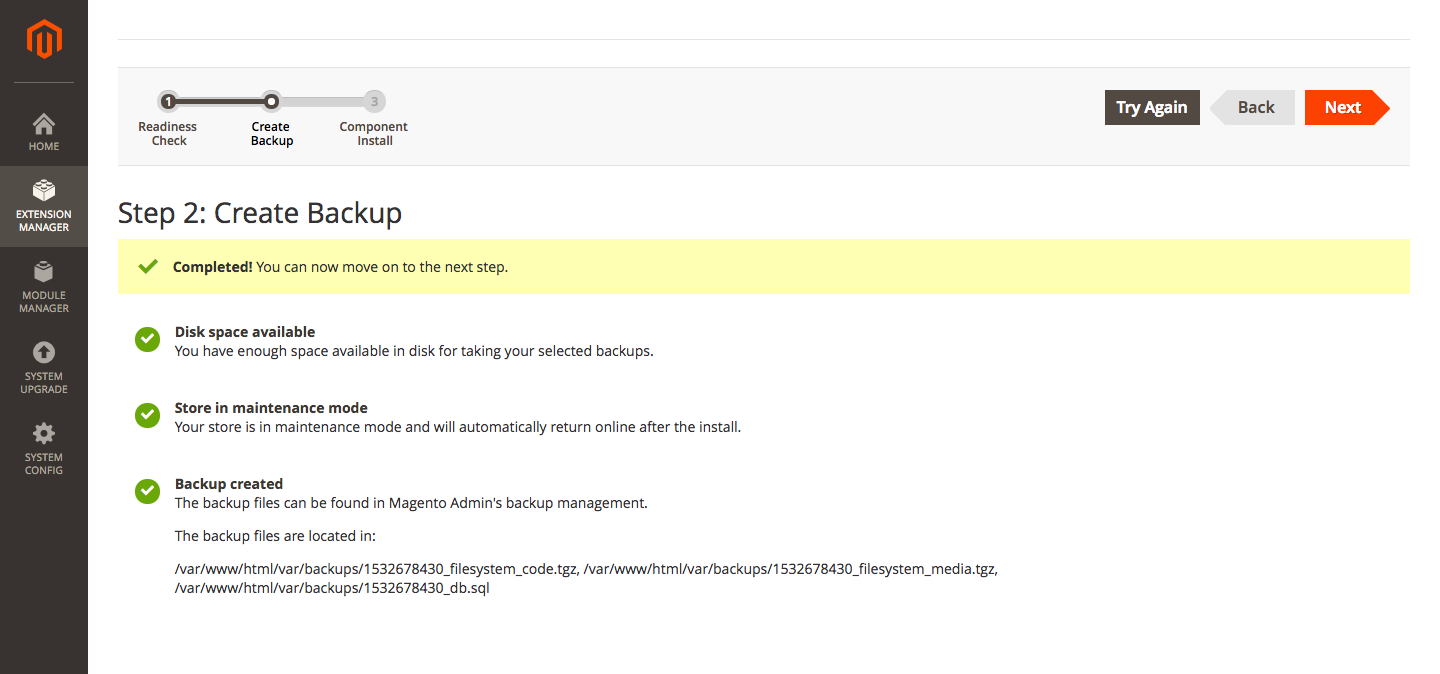 HOME
EXTENSION
MANAGER
MODULE
MANAGER
SYSTEM
UPGRADE
SYSTEM
CONFIG
1
3
Readiness
Check
Create
Backup
Component
Install
Try Again
Back
Next
Step 2: Create Backup
Completed! You can now move on to the next step.
Disk space available
You have enough space available in disk for taking your selected backups.
Store in maintenance mode
Your store is in maintenance mode and will automatically return online after the install.
Backup created
The backup files can be found in Magento Admin's backup management.
The backup files are located in:
/var/www/html/var/backups/1532678430_filesystem_code.tgz, /var/www/html/var/backups/1532678430_filesystem_media.tgz,
/var/www/html/var/backups/1532678430_db.sql